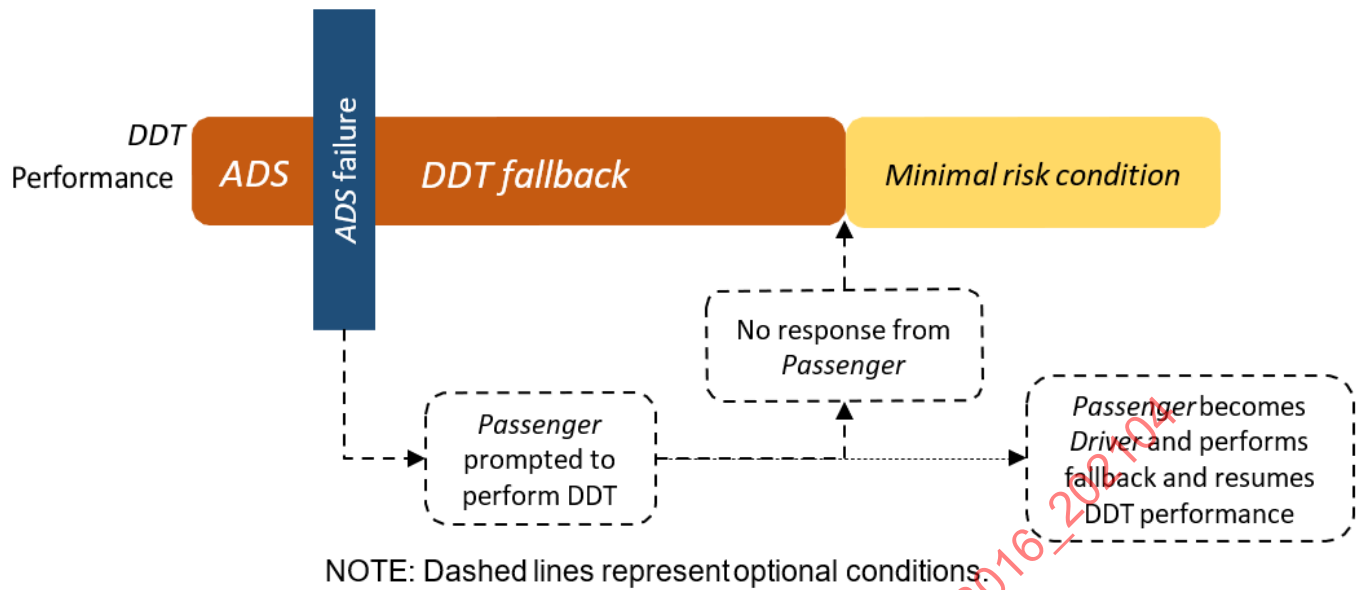 DDT
Performance
ADS
ADS failure
DDT fallback
Minimal risk condition
No response from
Passenger
Passenger
prompted to
perform DDT
Passenger becomes
Driver and performs
fallback and resumes
DDT performance
NOTE: Dashed lines represent optional conditions.
2016_202104